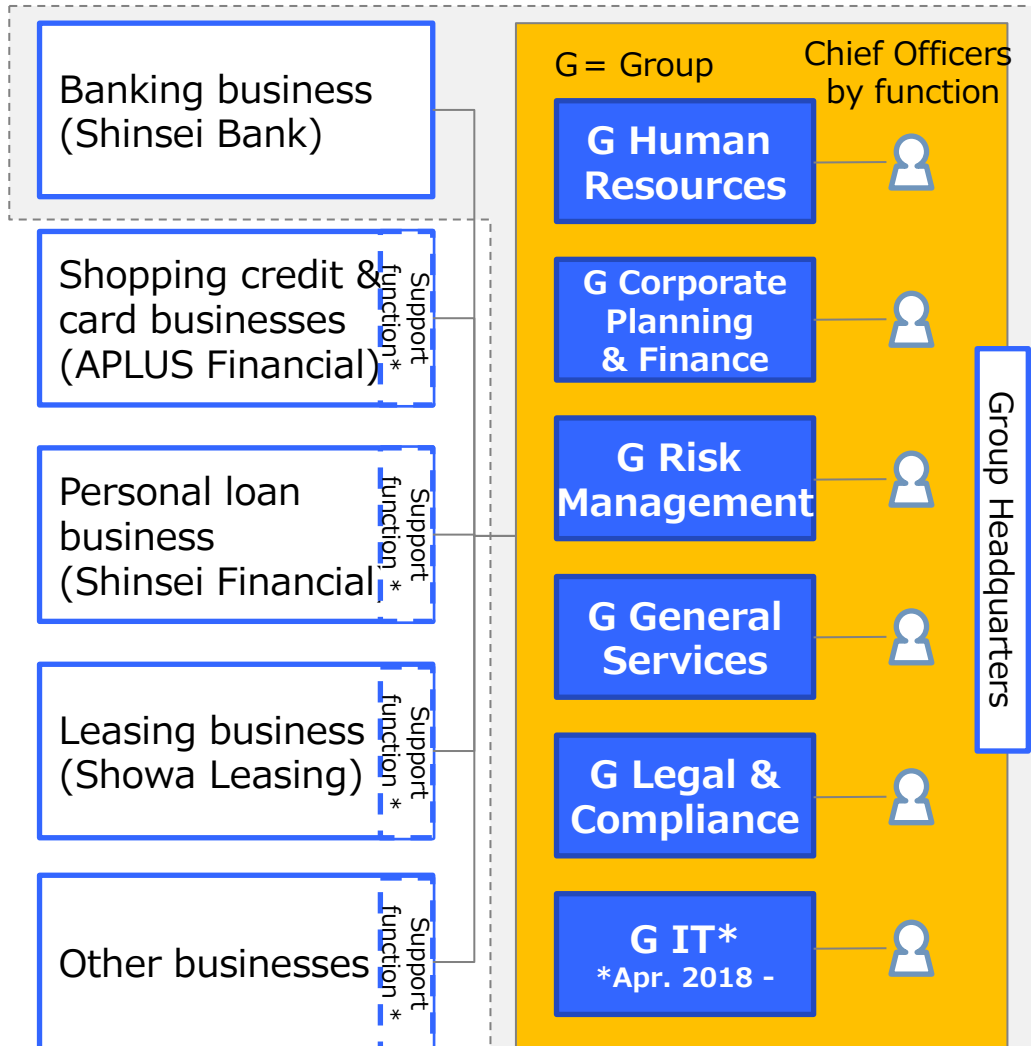 Banking business
(Shinsei Bank)
Shopping credit &
card businesses
(APLUS Financial)
Support
function *
Personal loan
business
(Shinsei Financial
Support
function *
Leasing business
(Showa Leasing)
Support
function *
Other businesses
Support
function *
G = Group
Chief Officers
by function
G Human
Resources
G Corporate
Planning
& Finance
G Risk
Management
G General
Services
G Legal &
Compliance
G IT*
*Apr. 2018 -
Group Headquarters